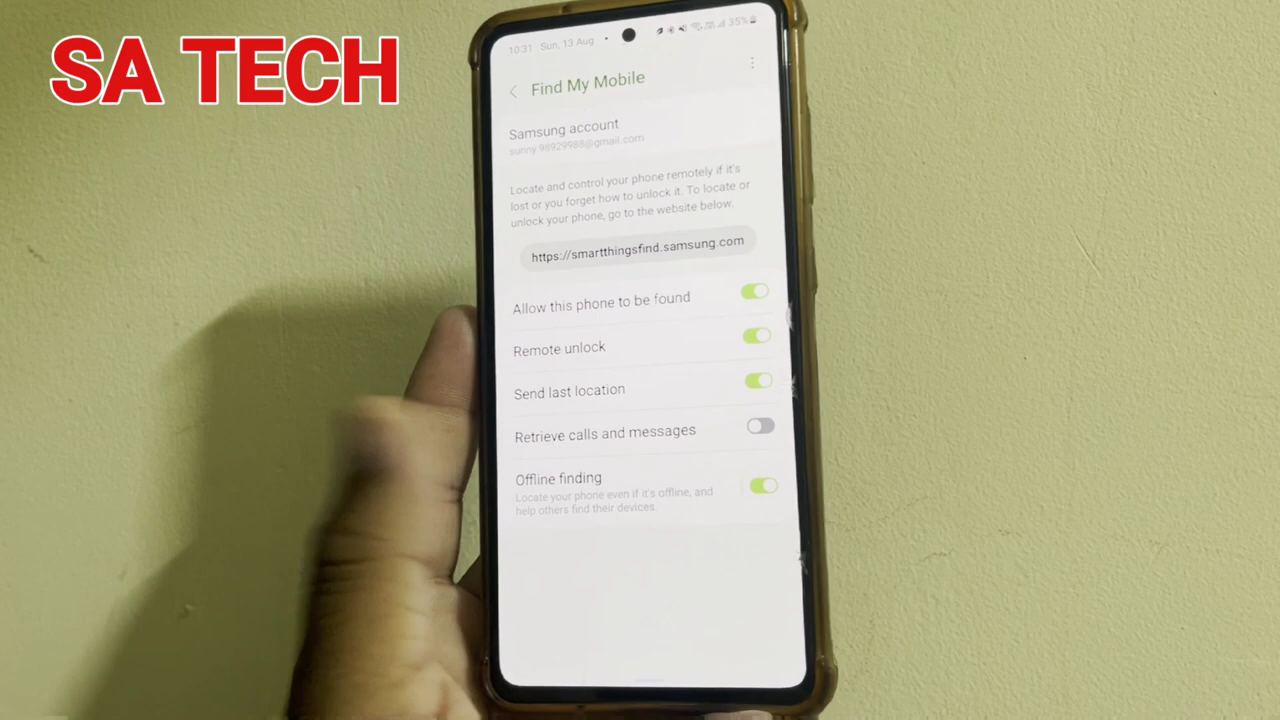 SA TECH
10:31 Sun, 13 Aug
35%
Find My Mobile
Samsung account
sunny.98929988@gmail.com
Locate and control your phone remotely if it's
lost or you forget how to unlock it. To locate or
unlock your phone, go to the website below.
https://smartthingsfind.samsung.com
Allow this phone to be found
Remote unlock
Send last location
Retrieve calls and messages
Offline finding
Locate your phone even if it's offline, and
help others find their devices.